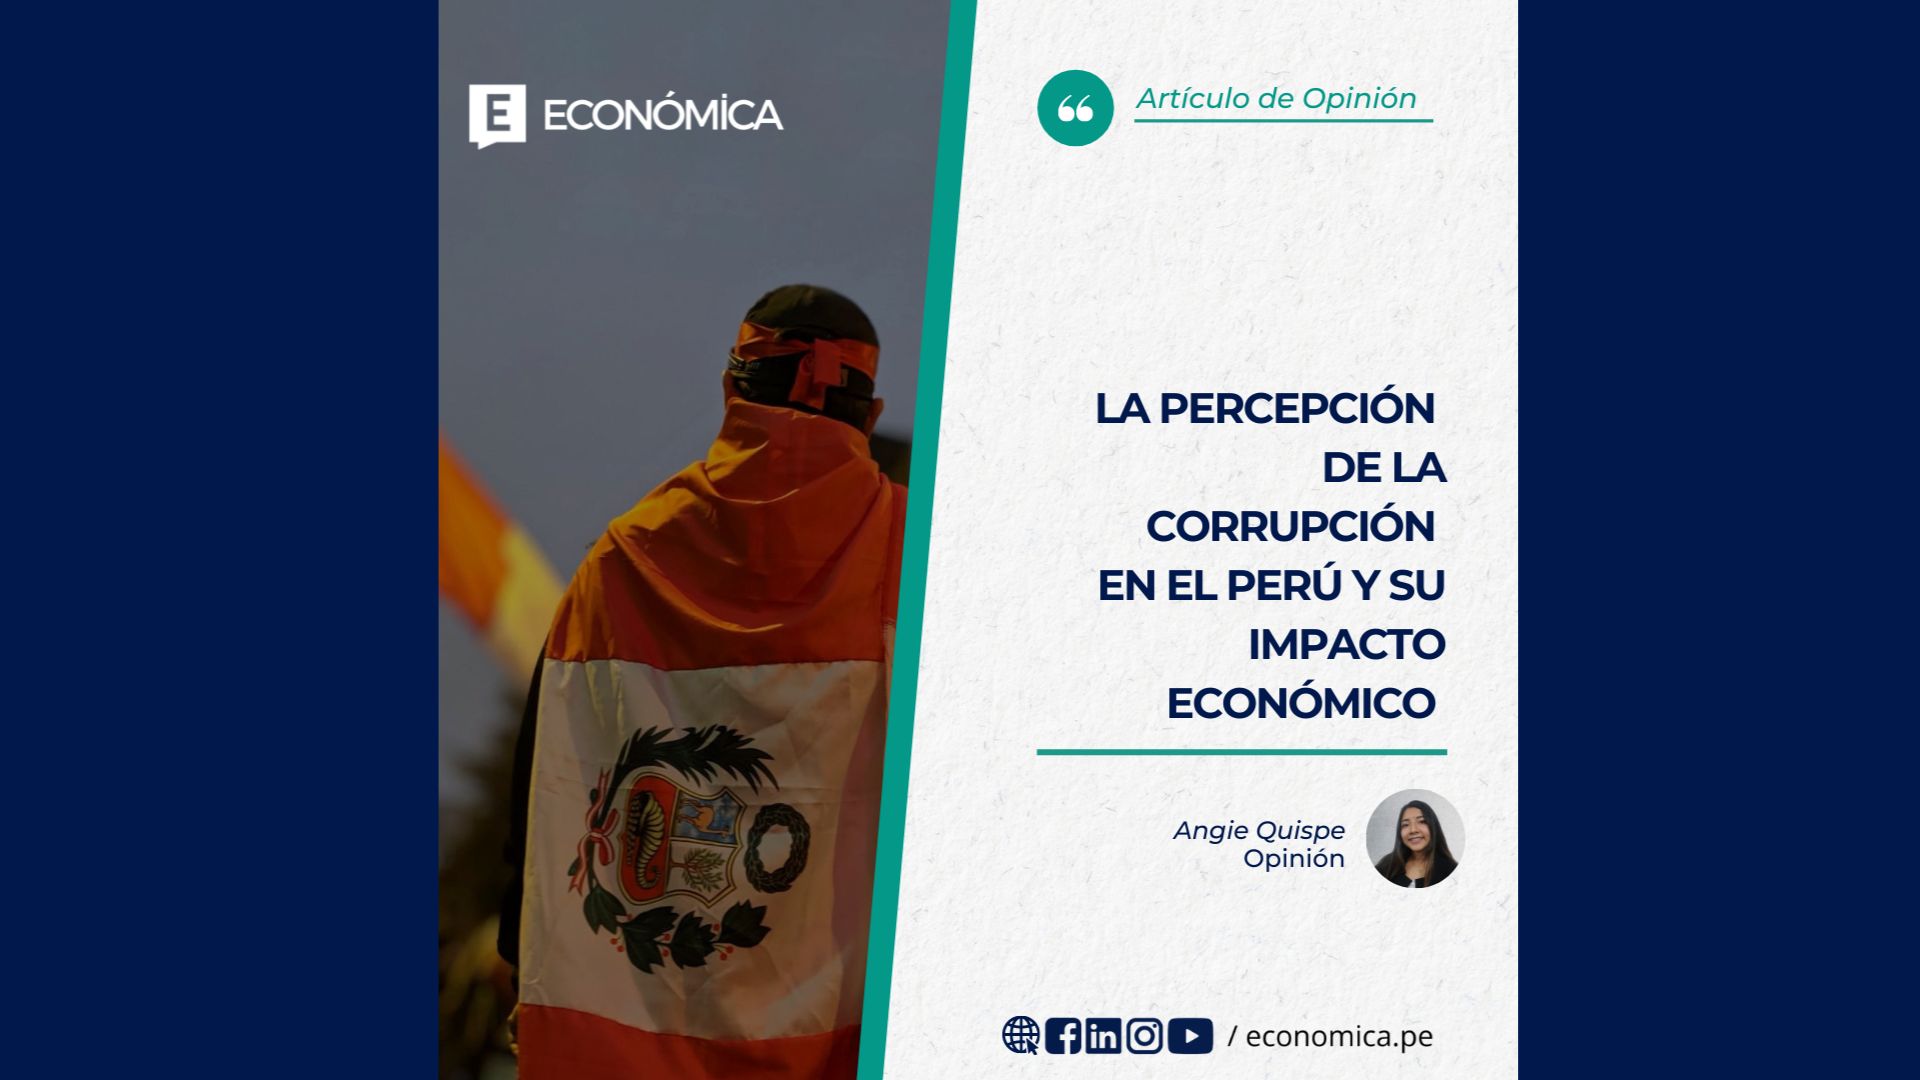 E ECONÓMICA
Artículo de Opinión
LA PERCEPCIÓN
DE LA
CORRUPCIÓN
EN EL PERÚ Y SU
IMPACTO
ECONÓMICO
Angie Quispe
Opinión
/ economica.pe